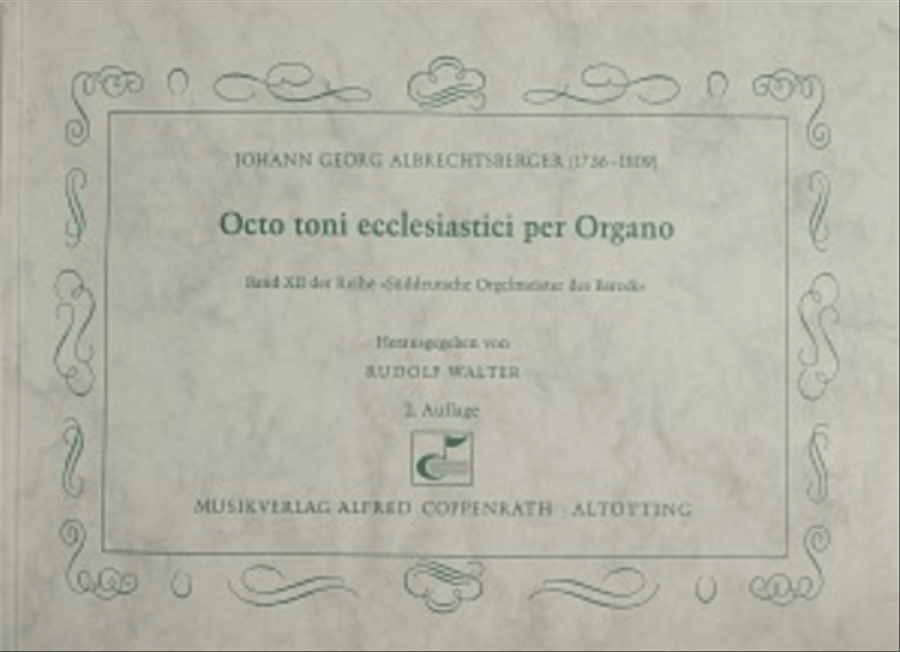 JOHANN GEORG ALBRECHTSBERGER (1736–1809)
Octo toni ecclesiastici per Organo
Band XII der Reihe »Süddeutsche Orgelmeister des Barock«
Herausgegeben von
RUDOLF WALTER
2. Auflage
MUSIKVERLAG ALFRED COPPENRATH · ALTÖTTING